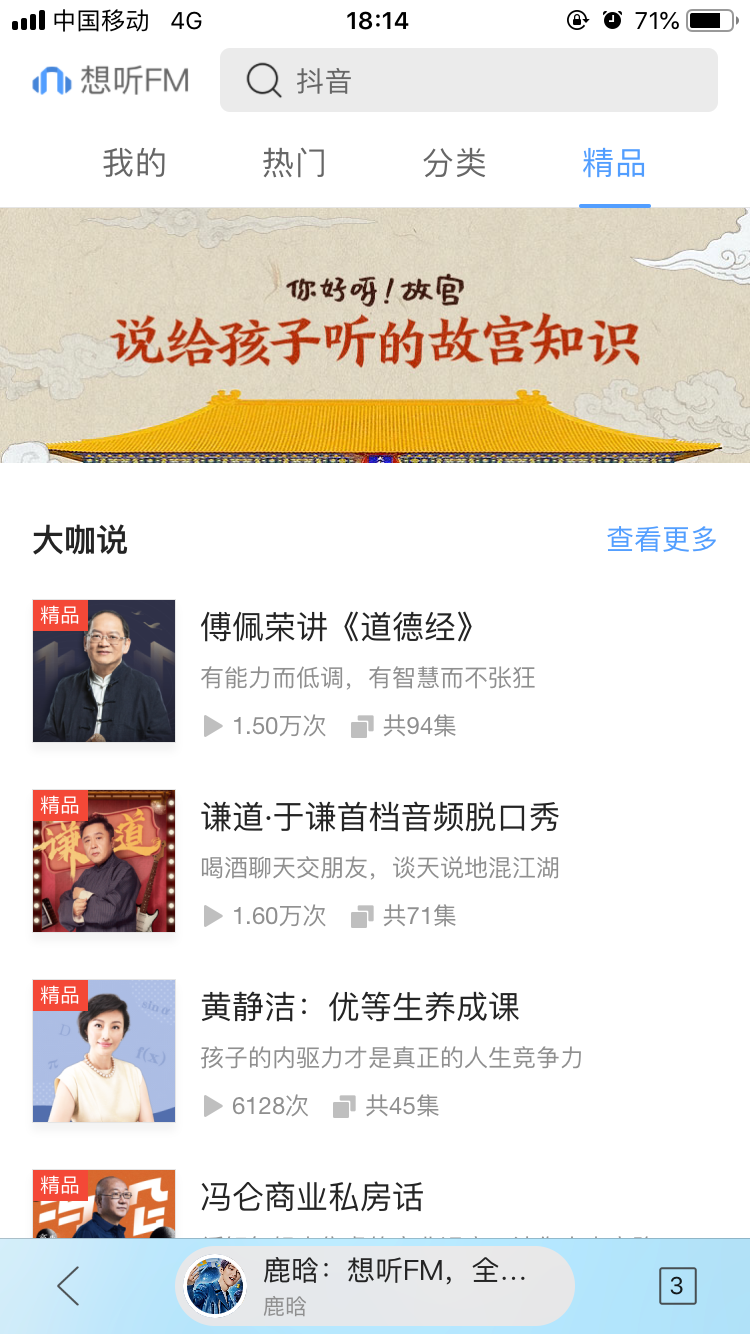 中国移动 4G 18:14 71%
想听FM 抖音
我的 热门 分类 精品
你好呀！故宫
说给孩子听的故宫知识
大咖说 查看更多
精品
傅佩荣讲《道德经》
有能力而低调，有智慧而不张狂
1.50万次 共94集
精品
谦道
谦道·于谦首档音频脱口秀
喝酒聊天交朋友，谈天说地混江湖
1.60万次 共71集
精品
sin α
D
π
f(x)
黄静洁：优等生养成课
孩子的内驱力才是真正的人生竞争力
6128次 共45集
精品
冯仑商业私房话
鹿晗：想听FM，全...
鹿晗
3